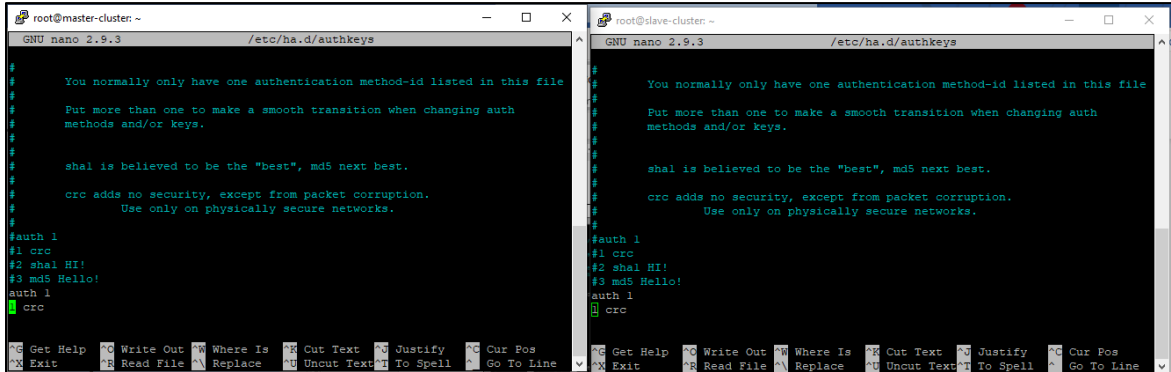 root@master-cluster: ~
GNU nano 2.9.3 /etc/ha.d/authkeys
#
# You normally only have one authentication method-id listed in this file
#
# Put more than one to make a smooth transition when changing auth
# methods and/or keys.
#
#
# sha1 is believed to be the "best", md5 next best.
#
# crc adds no security, except from packet corruption.
# Use only on physically secure networks.
#
#auth 1
#1 crc
#2 sha1 HI!
#3 md5 Hello!
auth 1
1 crc
^G Get Help ^O Write Out ^W Where Is ^K Cut Text ^J Justify ^C Cur Pos
^X Exit ^R Read File ^\ Replace ^U Uncut Text ^T To Spell ^_ Go To Line
root@slave-cluster: ~
GNU nano 2.9.3 /etc/ha.d/authkeys
#
# You normally only have one authentication method-id listed in this file
#
# Put more than one to make a smooth transition when changing auth
# methods and/or keys.
#
#
# sha1 is believed to be the "best", md5 next best.
#
# crc adds no security, except from packet corruption.
# Use only on physically secure networks.
#
#auth 1
#1 crc
#2 sha1 HI!
#3 md5 Hello!
auth 1
1 crc
^G Get Help ^O Write Out ^W Where Is ^K Cut Text ^J Justify ^C Cur Pos
^X Exit ^R Read File ^\ Replace ^U Uncut Text ^T To Spell ^_ Go To Line